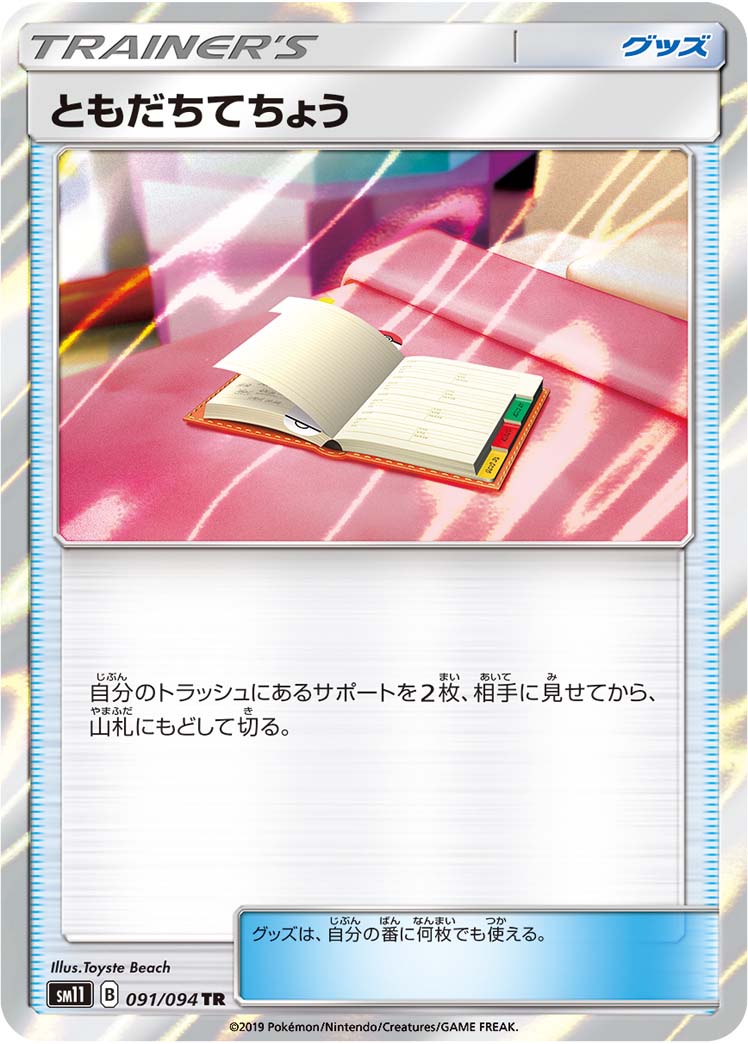 TRAINER'S
グッズ
ともだちてちょう
自分のトラッシュにあるサポートを2枚、相手に見せてから、
山札にもどして切る。
グッズは、自分の番に何枚でも使える。
Illus.Toyste Beach
sm11 B 091/094 TR
©2019 Pokémon/Nintendo/Creatures/GAME FREAK.